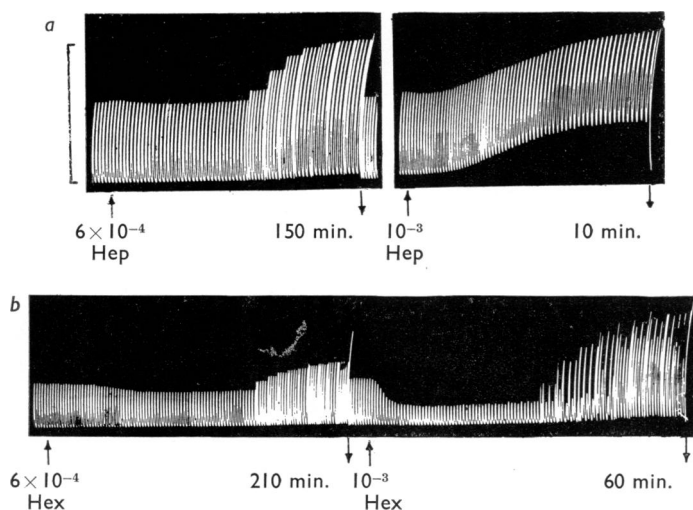 a
6 × 10⁻⁴ 150 min. 10⁻³ 10 min.
Hep Hep
b
6 × 10⁻⁴ 210 min. 10⁻³ 60 min.
Hex Hex